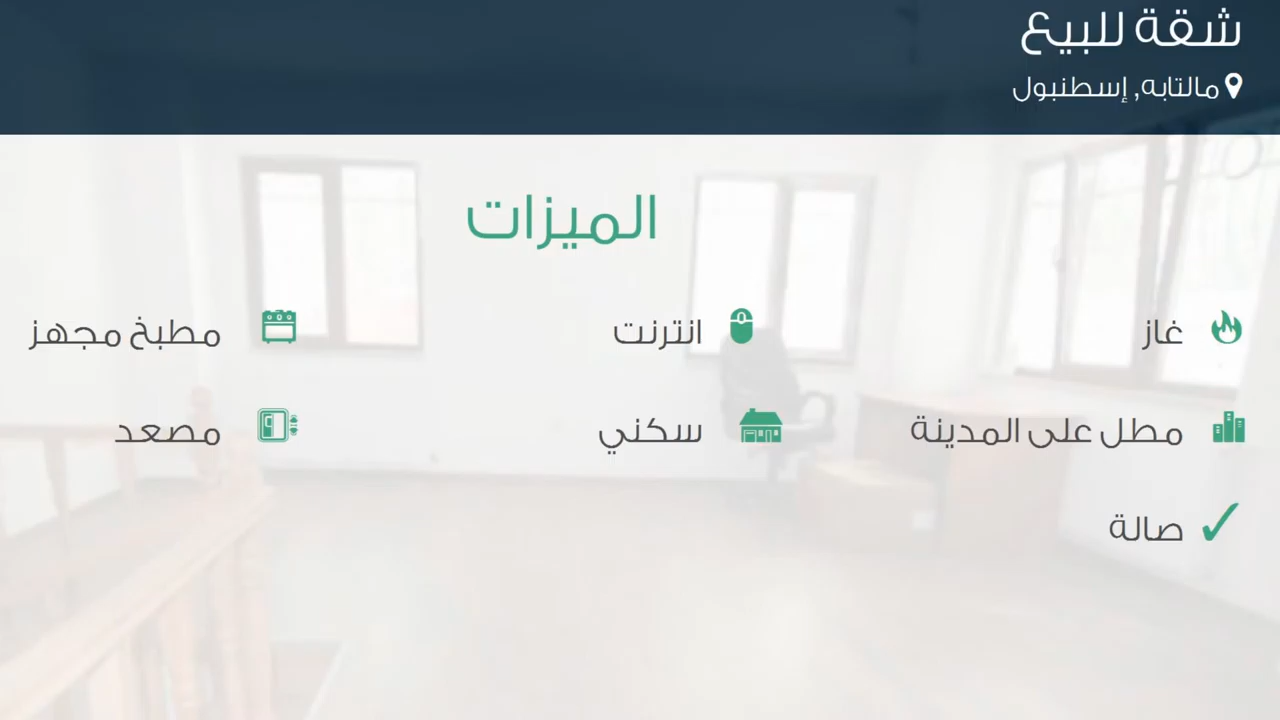 شقة للبيع
مالتابه, إسطنبول
الميزات
غاز
انترنت
مطبخ مجهز
مطل على المدينة
سكني
مصعد
صالة